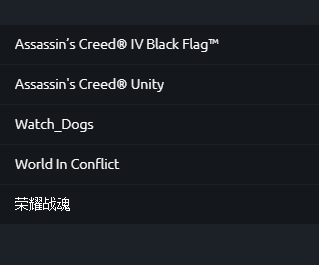 Assassin’s Creed® IV Black Flag™
Assassin's Creed® Unity
Watch_Dogs
World In Conflict
荣耀战魂